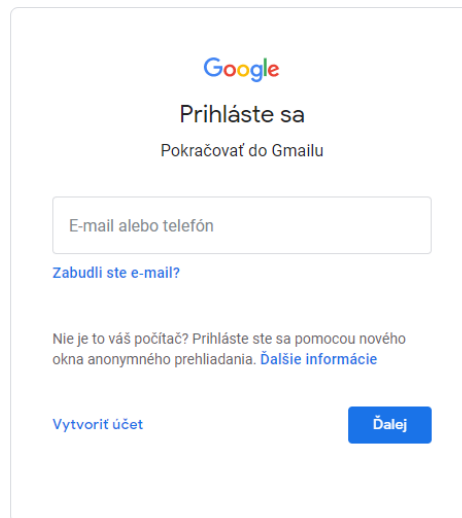 Google
Prihláste sa
Pokračovať do Gmailu
E-mail alebo telefón
Zabudli ste e-mail?
Nie je to váš počítač? Prihláste ste sa pomocou nového
okna anonymného prehliadania. Ďalšie informácie
Vytvoriť účet
Ďalej